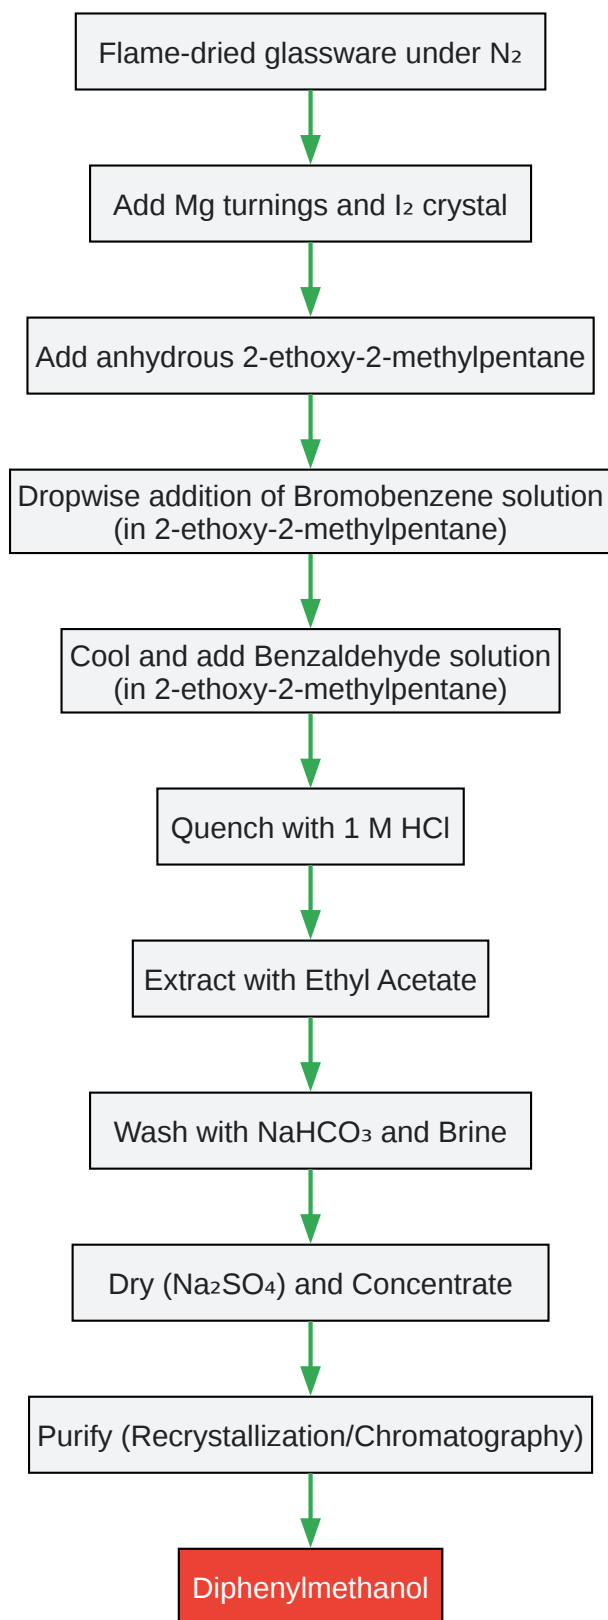 Flame-dried glassware under N₂
Add Mg turnings and I₂ crystal
Add anhydrous 2-ethoxy-2-methylpentane
Dropwise addition of Bromobenzene solution
(in 2-ethoxy-2-methylpentane)
Cool and add Benzaldehyde solution
(in 2-ethoxy-2-methylpentane)
Quench with 1 M HCl
Extract with Ethyl Acetate
Wash with NaHCO₃ and Brine
Dry (Na₂SO₄) and Concentrate
Purify (Recrystallization/Chromatography)
Diphenylmethanol